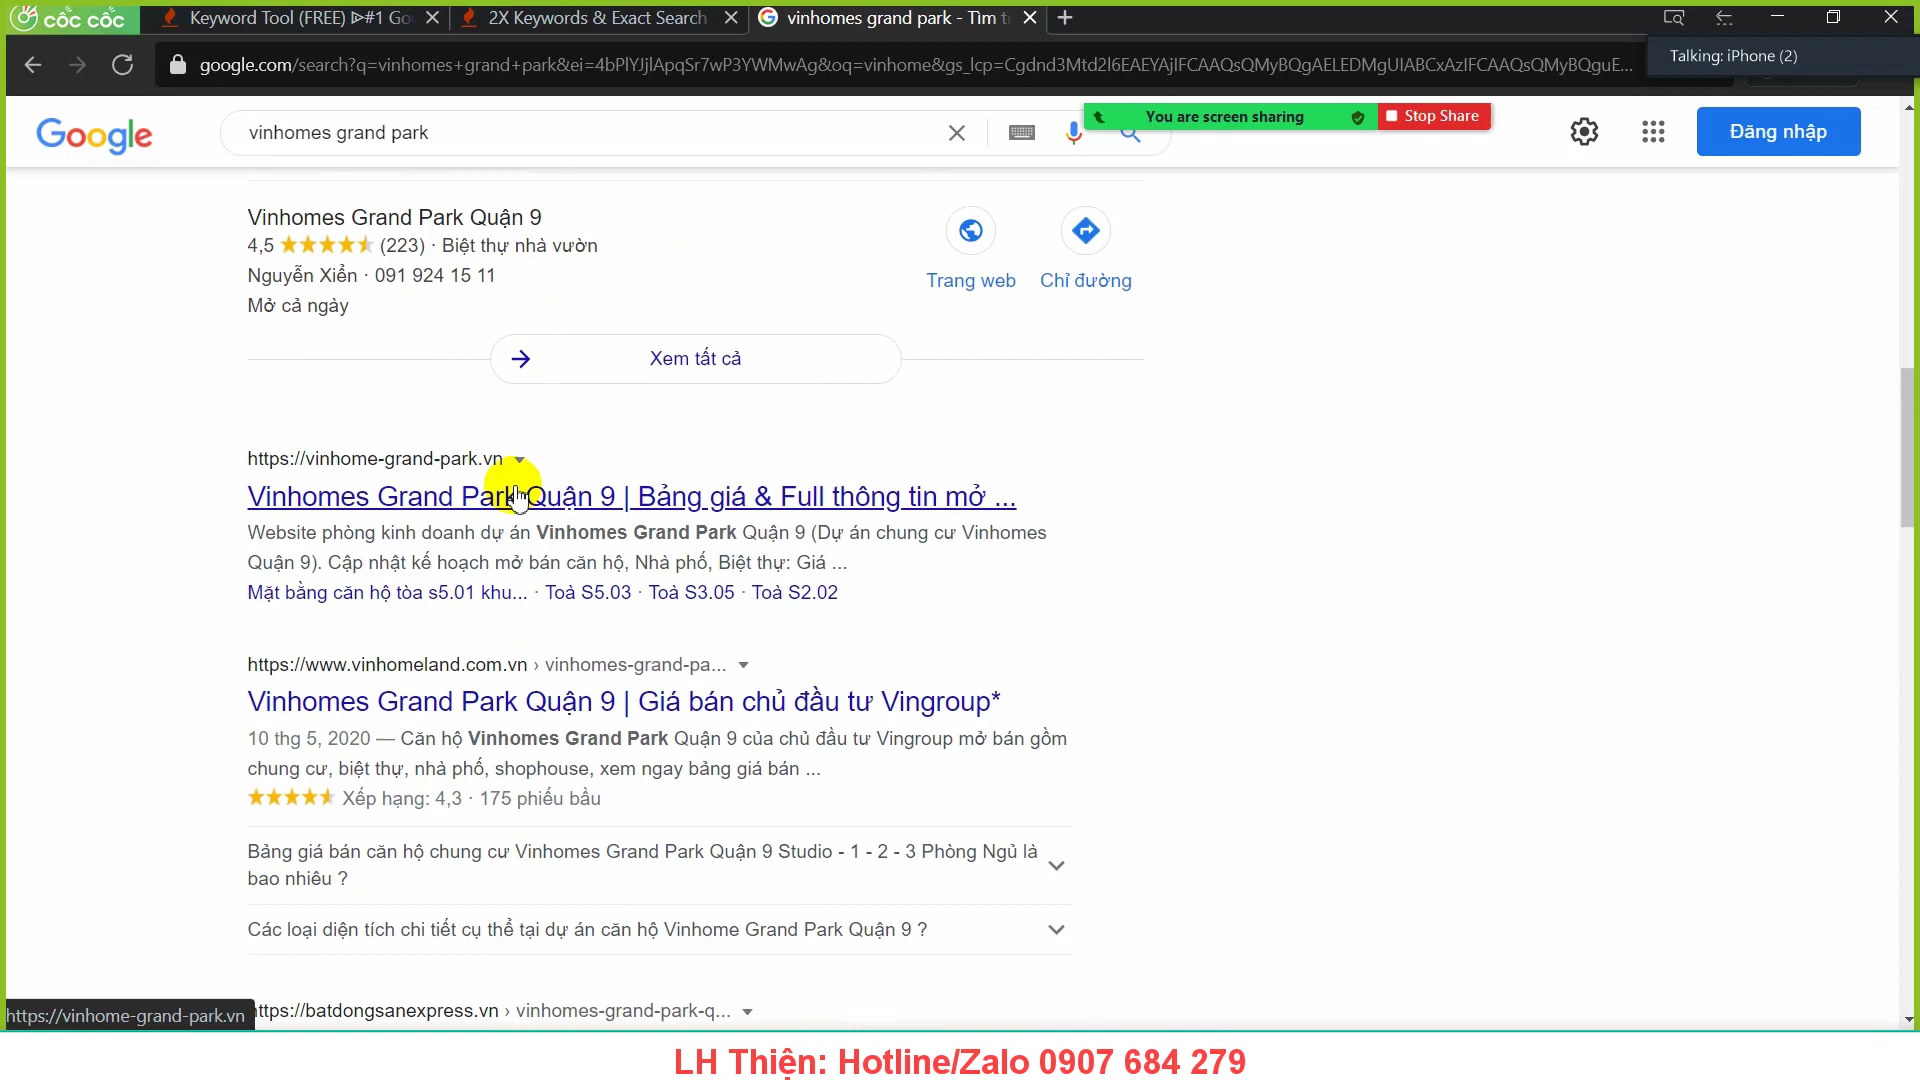 cốc cốc
Keyword Tool (FREE) ᐅ#1 Go
2X Keywords & Exact Search
vinhomes grand park - Tìm t
google.com/search?q=vinhomes+grand+park&ei=4bPlYJjlApqSr7wP3YWMwAg&oq=vinhome&gs_lcp=Cgdnd3Mtd2l6EAEYAjIFCAAQsQMyBQgAELEDMgUIABCxAzIFCAAQsQMyBQguE...
Talking: iPhone (2)
Google
vinhomes grand park
You are screen sharing
Stop Share
Đăng nhập
Vinhomes Grand Park Quận 9
4,5 (223) · Biệt thự nhà vườn
Nguyễn Xiển · 091 924 15 11
Mở cả ngày
Trang web
Chỉ đường
Xem tất cả
https://vinhome-grand-park.vn
Vinhomes Grand Park Quận 9 | Bảng giá & Full thông tin mở ...
Website phòng kinh doanh dự án Vinhomes Grand Park Quận 9 (Dự án chung cư Vinhomes
Quận 9). Cập nhật kế hoạch mở bán căn hộ, Nhà phố, Biệt thự: Giá ...
Mặt bằng căn hộ tòa s5.01 khu... · Toà S5.03 · Toà S3.05 · Toà S2.02
https://www.vinhomeland.com.vn › vinhomes-grand-pa...
Vinhomes Grand Park Quận 9 | Giá bán chủ đầu tư Vingroup*
10 thg 5, 2020 — Căn hộ Vinhomes Grand Park Quận 9 của chủ đầu tư Vingroup mở bán gồm
chung cư, biệt thự, nhà phố, shophouse, xem ngay bảng giá bán ...
Xếp hạng: 4,3 · 175 phiếu bầu
Bảng giá bán căn hộ chung cư Vinhomes Grand Park Quận 9 Studio - 1 - 2 - 3 Phòng Ngủ là
bao nhiêu ?
Các loại diện tích chi tiết cụ thể tại dự án căn hộ Vinhome Grand Park Quận 9 ?
https://vinhome-grand-park.vn
ttps://batdongsanexpress.vn › vinhomes-grand-park-q...
LH Thiện: Hotline/Zalo 0907 684 279